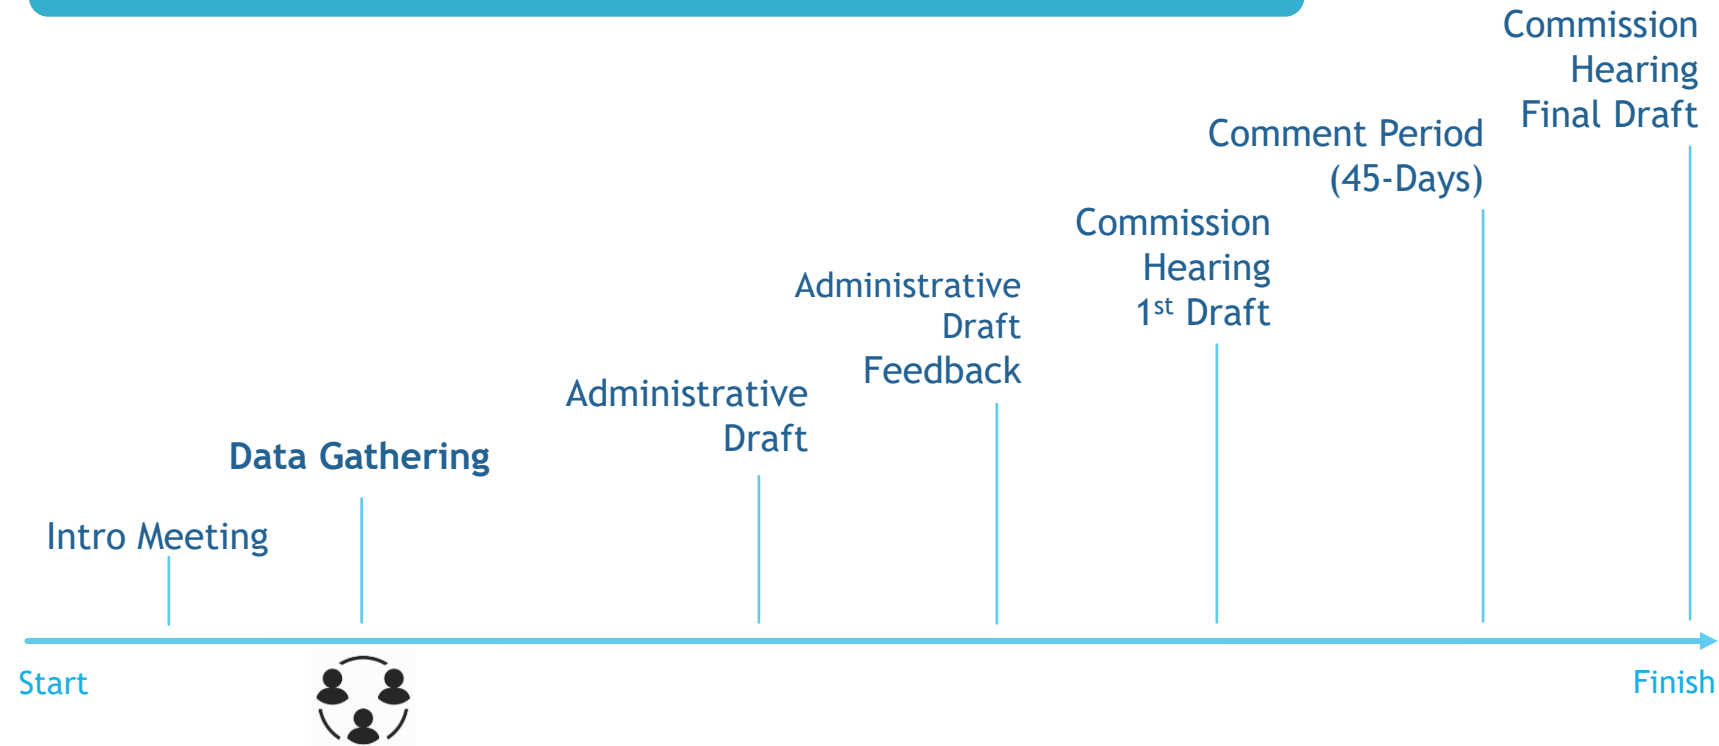 Commission
Hearing
Final Draft
Comment Period
(45-Days)
Commission
Hearing
1st Draft
Administrative
Draft
Feedback
Administrative
Draft
Data Gathering
Intro Meeting
Start
Finish